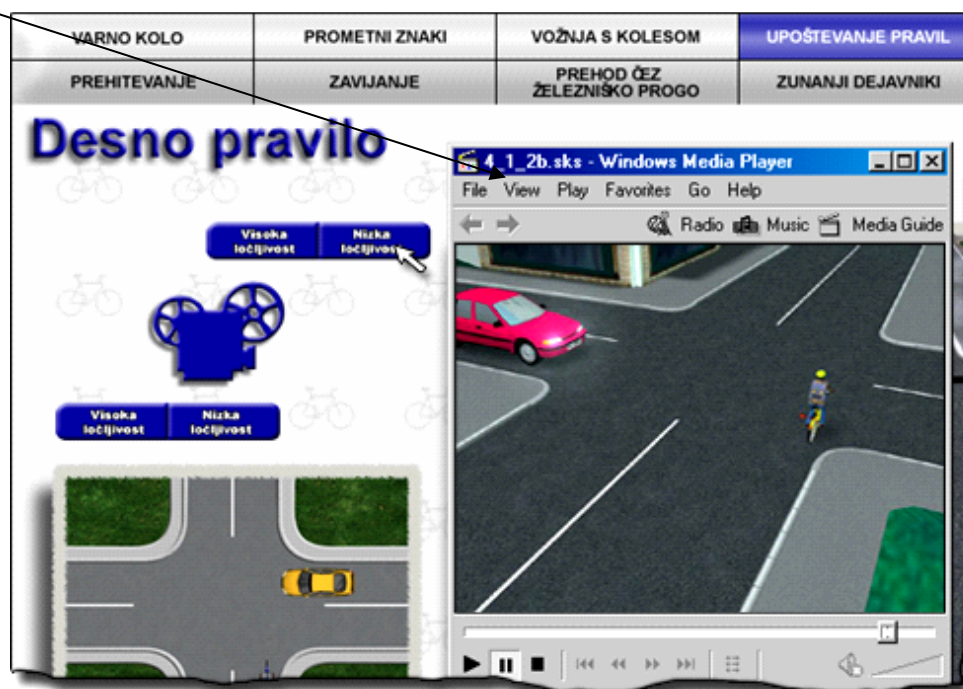 VARNO KOLO
PROMETNI ZNAKI
VOŽNJA S KOLESOM
UPOŠTEVANJE PRAVIL
PREHITEVANJE
ZAVIJANJE
PREHOD ČEZ
ŽELEZNIŠKO PROGO
ZUNANJI DEJAVNIKI
Desno pravilo
Visoka
ločljivost
Nizka
ločljivost
Visoka
ločljivost
Nizka
ločljivost
4_1_2b.sks - Windows Media Player
File View Play Favorites Go Help
Radio Music Media Guide